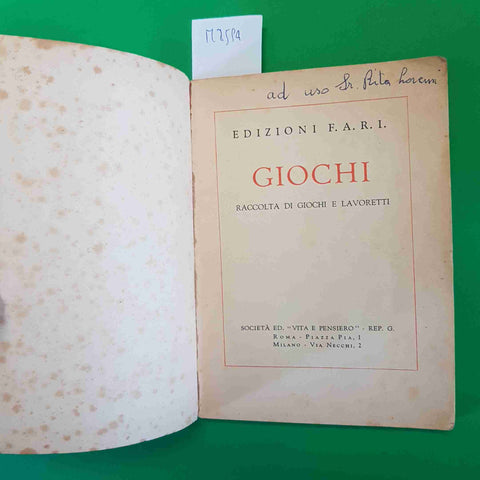 ad uso Sr. Rita
EDIZIONI F. A. R. I.
GIOCHI
RACCOLTA DI GIOCHI E LAVORETTI
SOCIETÀ ED. "VITA E PENSIERO" - REP. G.
ROMA - PIAZZA PIA, 1
MILANO - VIA NECCHI, 2